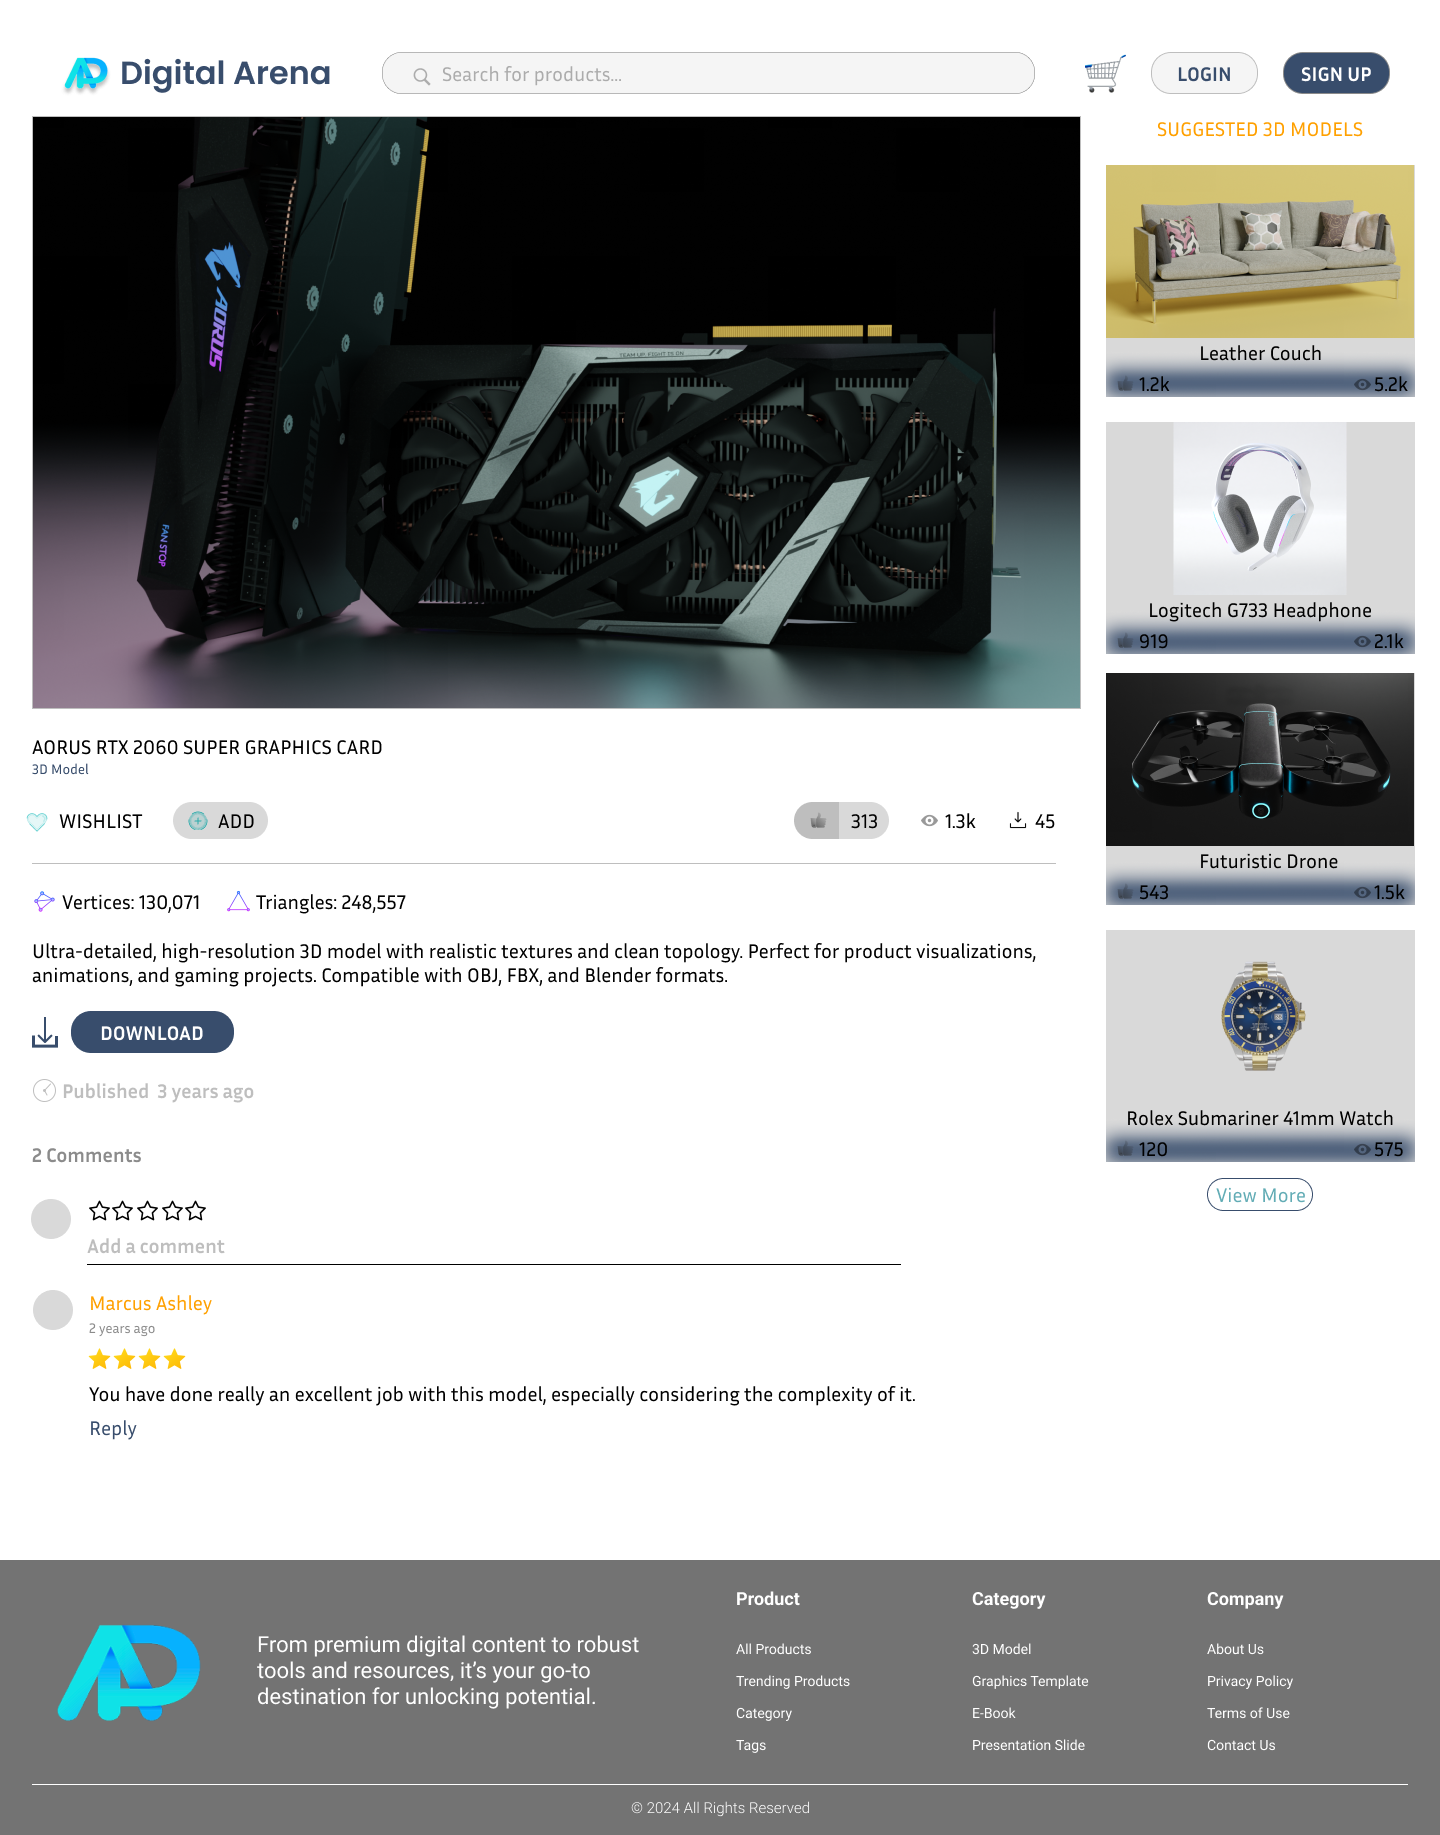 Digital Arena
Search for products...
LOGIN
SIGN UP
AORUS
FAN STOP
TEAM UP. FIGHT IS ON
AORUS
SUGGESTED 3D MODELS
Leather Couch
1.2k
5.2k
Logitech G733 Headphone
919
2.1k
Futuristic Drone
543
1.5k
Rolex Submariner 41mm Watch
120
575
View More
AORUS RTX 2060 SUPER GRAPHICS CARD
3D Model
WISHLIST
ADD
313
1.3k
45
Vertices: 130,071
Triangles: 248,557
Ultra-detailed, high-resolution 3D model with realistic textures and clean topology. Perfect for product visualizations,
animations, and gaming projects. Compatible with OBJ, FBX, and Blender formats.
DOWNLOAD
Published 3 years ago
2 Comments
Add a comment
Marcus Ashley
2 years ago
You have done really an excellent job with this model, especially considering the complexity of it.
Reply
From premium digital content to robust
tools and resources, it’s your go-to
destination for unlocking potential.
Product
All Products
Trending Products
Category
Tags
Category
3D Model
Graphics Template
E-Book
Presentation Slide
Company
About Us
Privacy Policy
Terms of Use
Contact Us
© 2024 All Rights Reserved